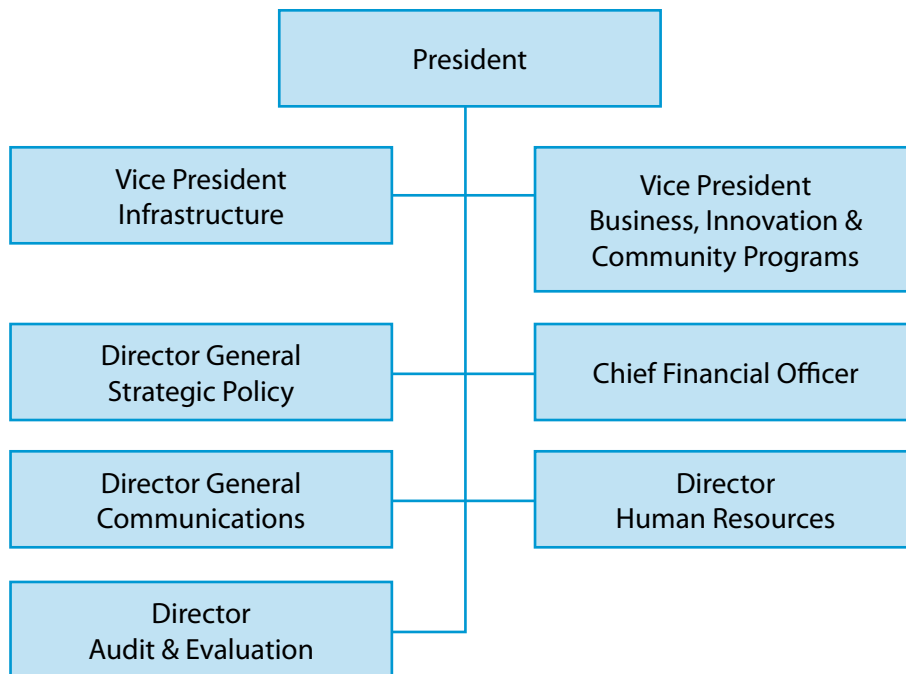 President
Vice President
Infrastructure
Vice President
Business, Innovation &
Community Programs
Director General
Strategic Policy
Chief Financial Officer
Director General
Communications
Director
Human Resources
Director
Audit & Evaluation